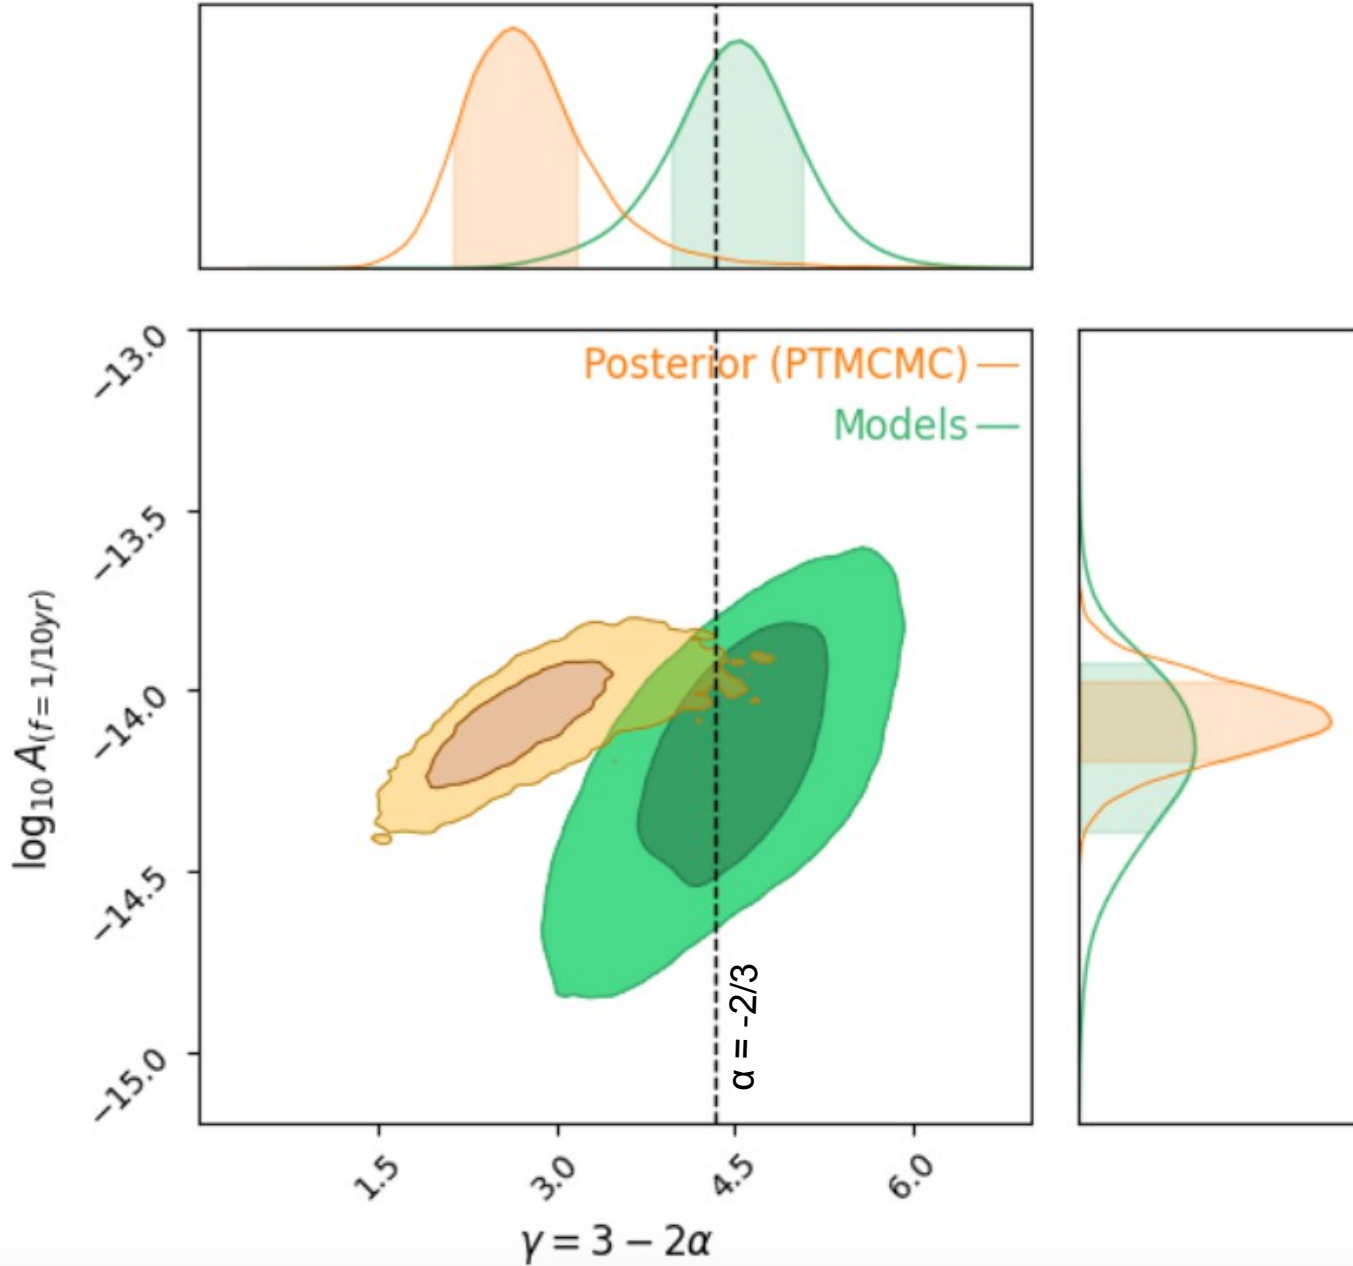 Posterior (PTMCMC)
Models
−13.0
−13.5
−14.0
−14.5
−15.0
log₁₀ A₍f = 1/10yr₎
α = -2/3
1.5
3.0
4.5
6.0
γ = 3 − 2α